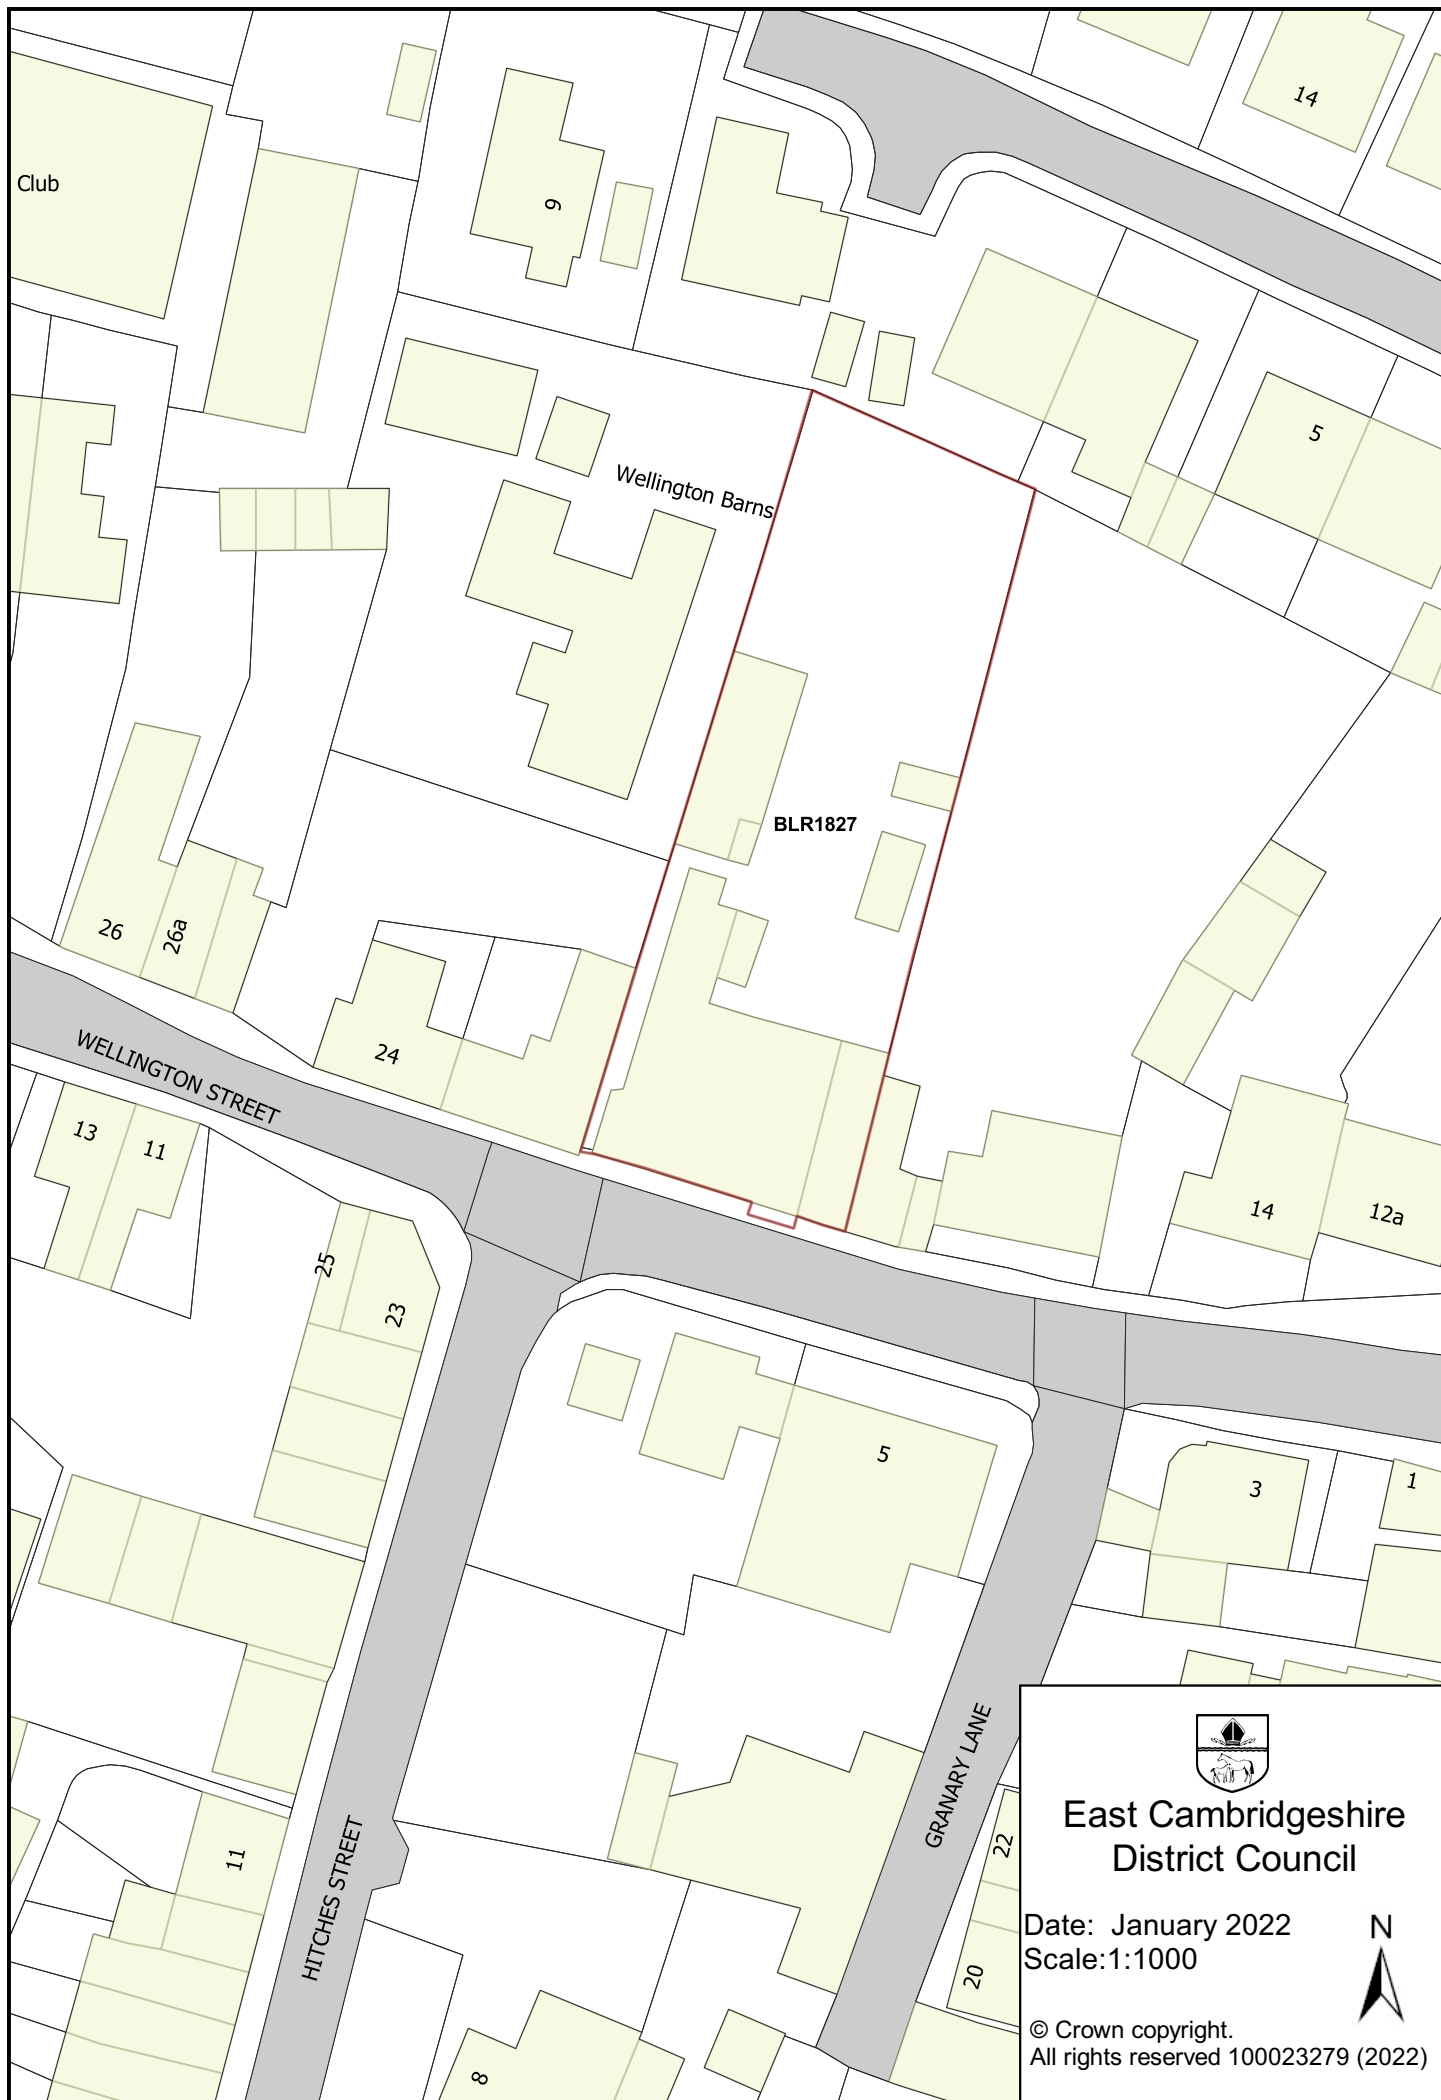 14
Club
9
5
Wellington Barns
BLR1827
26
26a
24
WELLINGTON STREET
13
11
14
12a
25
23
5
3
1
GRANARY LANE
22
11
HITCHES STREET
20
8
East Cambridgeshire
District Council
Date: January 2022
Scale:1:1000
N
© Crown copyright.
All rights reserved 100023279 (2022)